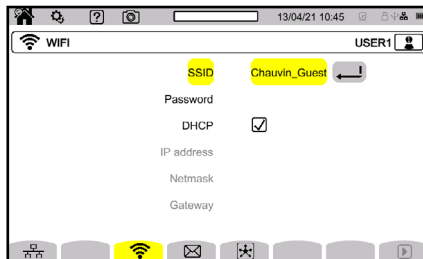 13/04/21 10:45
WIFI USER1
SSID Chauvin_Guest
Password
DHCP
IP address
Netmask
Gateway